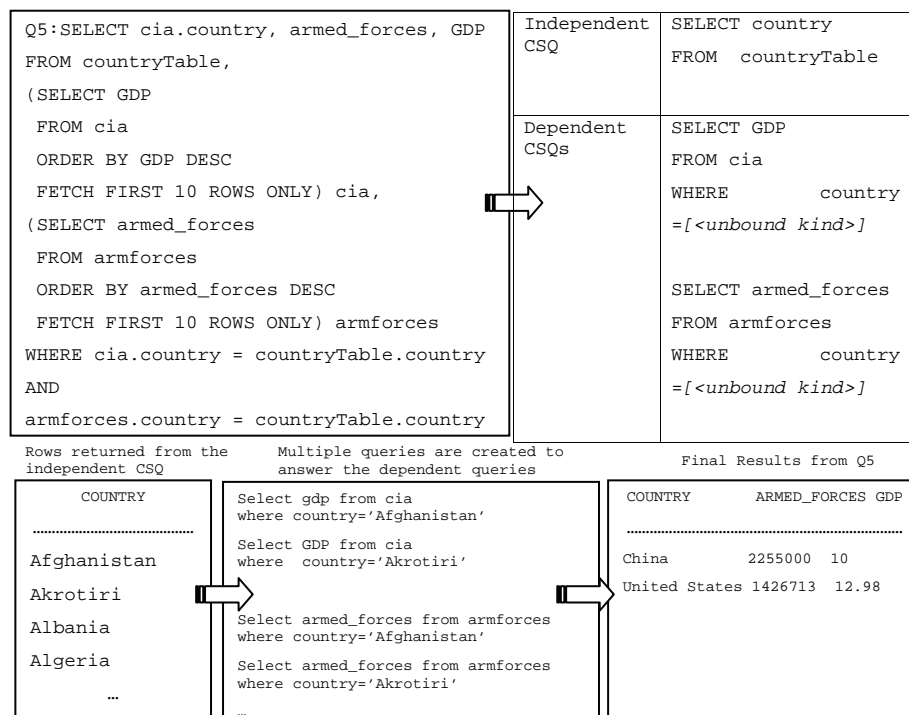 Q5:SELECT cia.country, armed_forces, GDP
FROM countryTable,
(SELECT GDP
FROM cia
ORDER BY GDP DESC
FETCH FIRST 10 ROWS ONLY) cia,
(SELECT armed_forces
FROM armforces
ORDER BY armed_forces DESC
FETCH FIRST 10 ROWS ONLY) armforces
WHERE cia.country = countryTable.country
AND
armforces.country = countryTable.country
Independent
CSQ
SELECT country
FROM countryTable
Dependent
CSQs
SELECT GDP
FROM cia
WHERE country
=[<unbound kind>]
SELECT armed_forces
FROM armforces
WHERE country
=[<unbound kind>]
Rows returned from the
independent CSQ
COUNTRY
Afghanistan
Akrotiri
Albania
Algeria
…
Multiple queries are created to
answer the dependent queries
Select gdp from cia
where country='Afghanistan’
Select GDP from cia
where country=’Akrotiri’
Select armed_forces from armforces
where country=’Afghanistan’
Select armed_forces from armforces
where country=’Akrotiri’
…
Final Results from Q5
COUNTRY ARMED_FORCES GDP
China 2255000 10
United States 1426713 12.98